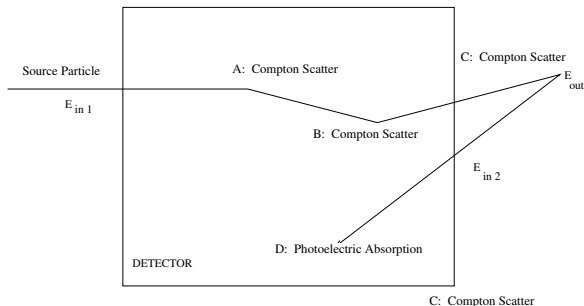 C: Compton Scatter
Source Particle
A: Compton Scatter
E out
E in 1
B: Compton Scatter
E in 2
D: Photoelectric Absorption
DETECTOR
C: Compton Scatter